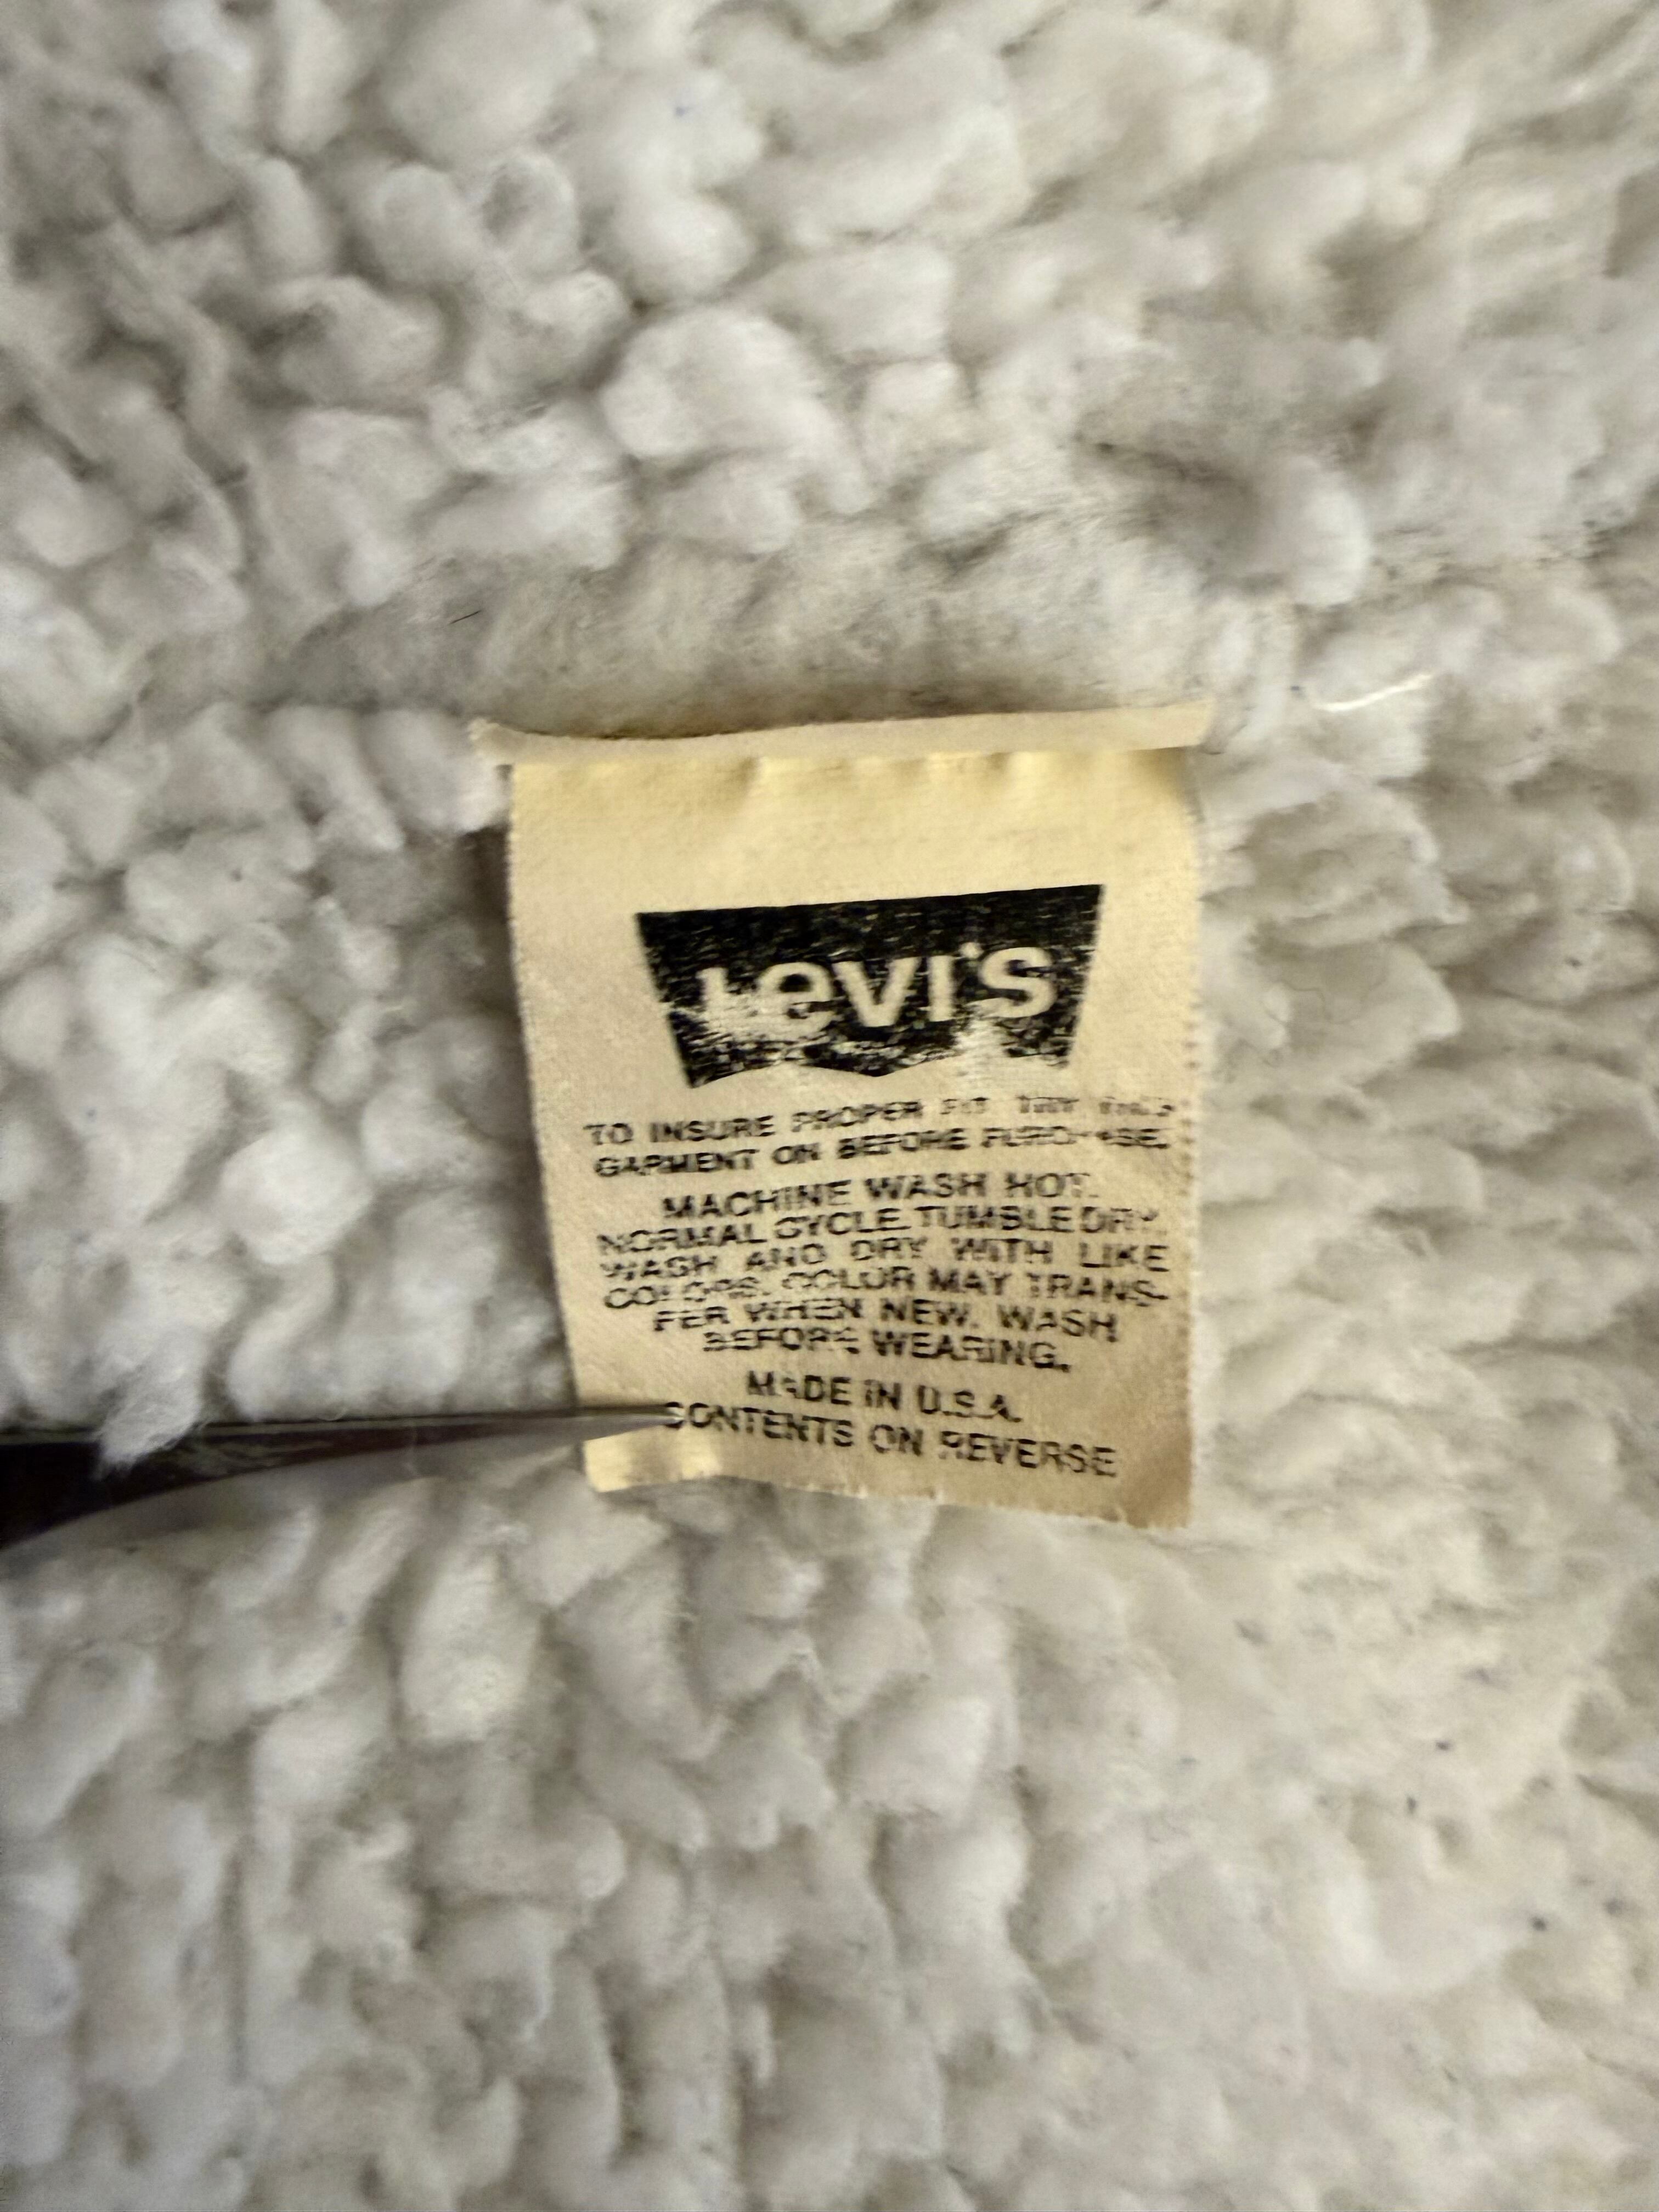 Levi's
TO INSURE PROPER FIT TRY THIS
GARMENT ON BEFORE PURCHASE.
MACHINE WASH HOT.
NORMAL CYCLE. TUMBLE DRY.
WASH AND DRY WITH LIKE
COLORS. COLOR MAY TRANS-
FER WHEN NEW. WASH
BEFORE WEARING.
MADE IN U.S.A.
CONTENTS ON REVERSE